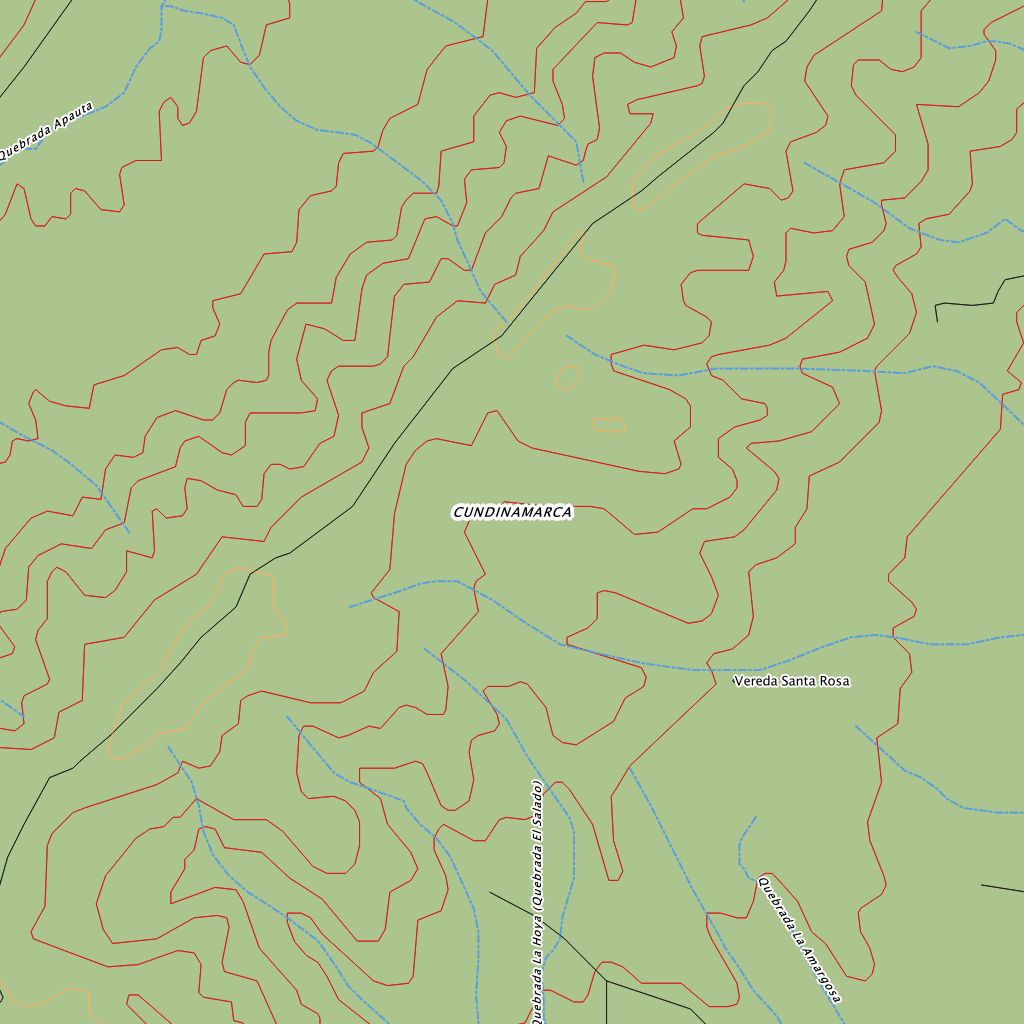 Quebrada Apauta
CUNDINAMARCA
Vereda Santa Rosa
Quebrada La Hoya (Quebrada El Salado)
Quebrada La Amargosa